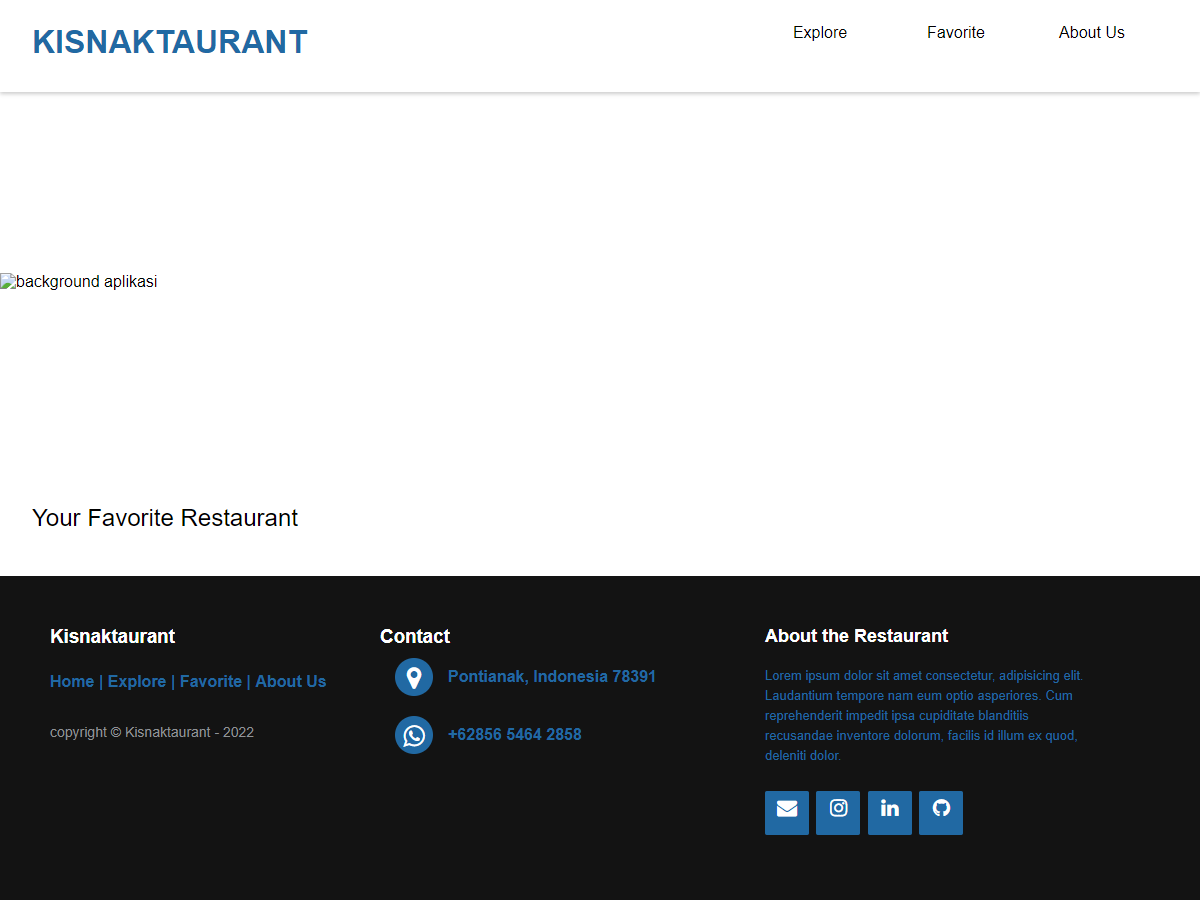 KISNAKTAURANT
Explore
Favorite
About Us
background aplikasi
Your Favorite Restaurant
Kisnaktaurant
Home | Explore | Favorite | About Us
copyright © Kisnaktaurant - 2022
Contact
Pontianak, Indonesia 78391
+62856 5464 2858
About the Restaurant
Lorem ipsum dolor sit amet consectetur, adipisicing elit.
Laudantium tempore nam eum optio asperiores. Cum
reprehenderit impedit ipsa cupiditate blanditiis
recusandae inventore dolorum, facilis id illum ex quod,
deleniti dolor.